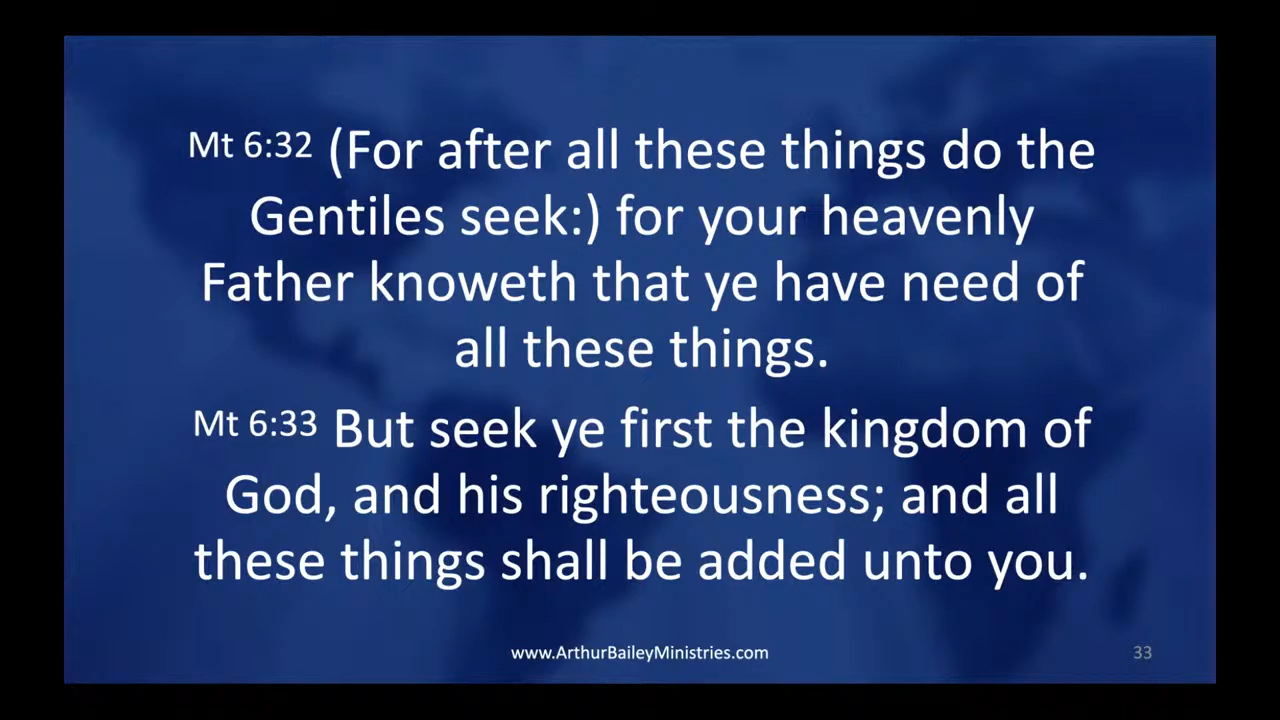 Mt 6:32 (For after all these things do the
Gentiles seek:) for your heavenly
Father knoweth that ye have need of
all these things.
Mt 6:33 But seek ye first the kingdom of
God, and his righteousness; and all
these things shall be added unto you.
www.ArthurBaileyMinistries.com
33